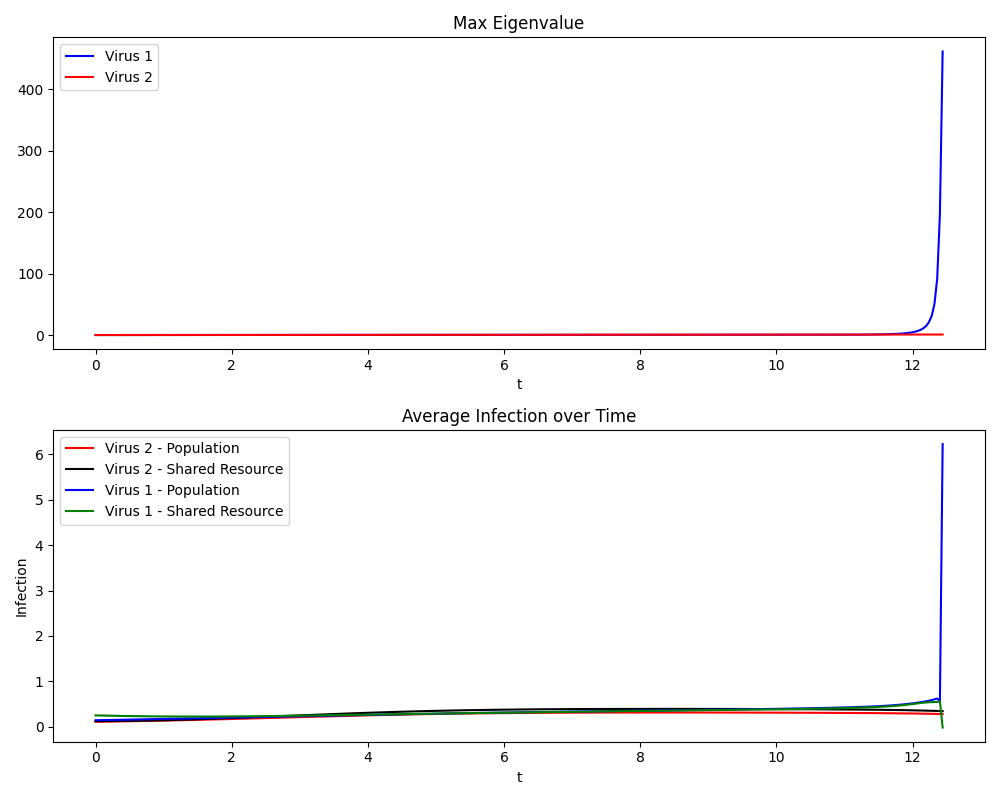 Max Eigenvalue
Virus 1
Virus 2
400
300
200
100
0
0 2 4 6 8 10 12
t
Average Infection over Time
Virus 2 - Population
Virus 2 - Shared Resource
Virus 1 - Population
Virus 1 - Shared Resource
Infection
6
5
4
3
2
1
0
0 2 4 6 8 10 12
t